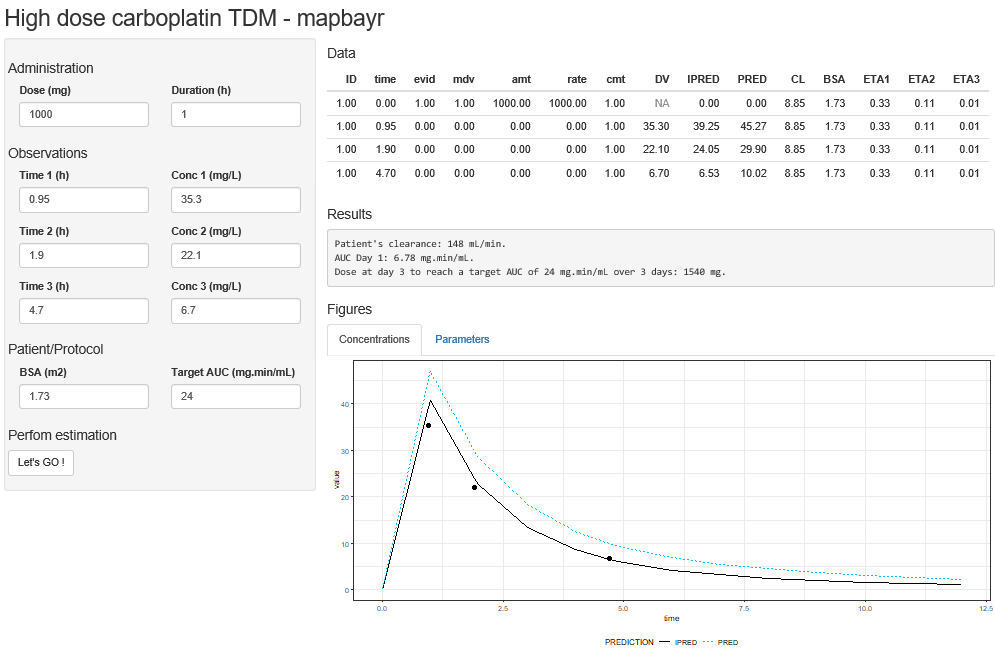 High dose carboplatin TDM - mapbayr
Administration
Dose (mg) Duration (h)
1000 1
Observations
Time 1 (h) Conc 1 (mg/L)
0.95 35.3
Time 2 (h) Conc 2 (mg/L)
1.9 22.1
Time 3 (h) Conc 3 (mg/L)
4.7 6.7
Patient/Protocol
BSA (m2) Target AUC (mg.min/mL)
1.73 24
Perfom estimation
Let's GO !
Data
ID time evid mdv amt rate cmt DV IPRED PRED CL BSA ETA1 ETA2 ETA3
1.00 0.00 1.00 1.00 1000.00 1000.00 1.00 NA 0.00 0.00 8.85 1.73 0.33 0.11 0.01
1.00 0.95 0.00 0.00 0.00 0.00 1.00 35.30 39.25 45.27 8.85 1.73 0.33 0.11 0.01
1.00 1.90 0.00 0.00 0.00 0.00 1.00 22.10 24.05 29.90 8.85 1.73 0.33 0.11 0.01
1.00 4.70 0.00 0.00 0.00 0.00 1.00 6.70 6.53 10.02 8.85 1.73 0.33 0.11 0.01
Results
Patient's clearance: 148 mL/min.
AUC Day 1: 6.78 mg.min/mL.
Dose at day 3 to reach a target AUC of 24 mg.min/mL over 3 days: 1540 mg.
Figures
Concentrations Parameters
value
40
30
20
10
0
0.0 2.5 5.0 7.5 10.0 12.5
time
PREDICTION IPRED PRED